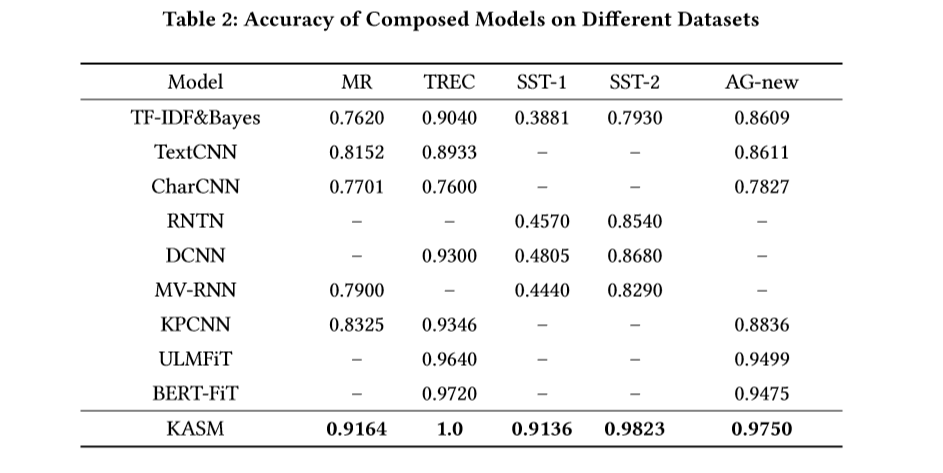 Table 2: Accuracy of Composed Models on Different Datasets
Model MR TREC SST-1 SST-2 AG-new
TF-IDF&Bayes 0.7620 0.9040 0.3881 0.7930 0.8609
TextCNN 0.8152 0.8933 – – 0.8611
CharCNN 0.7701 0.7600 – – 0.7827
RNTN – – 0.4570 0.8540 –
DCNN – 0.9300 0.4805 0.8680 –
MV-RNN 0.7900 – 0.4440 0.8290 –
KPCNN 0.8325 0.9346 – – 0.8836
ULMFiT – 0.9640 – – 0.9499
BERT-FiT – 0.9720 – – 0.9475
KASM 0.9164 1.0 0.9136 0.9823 0.9750